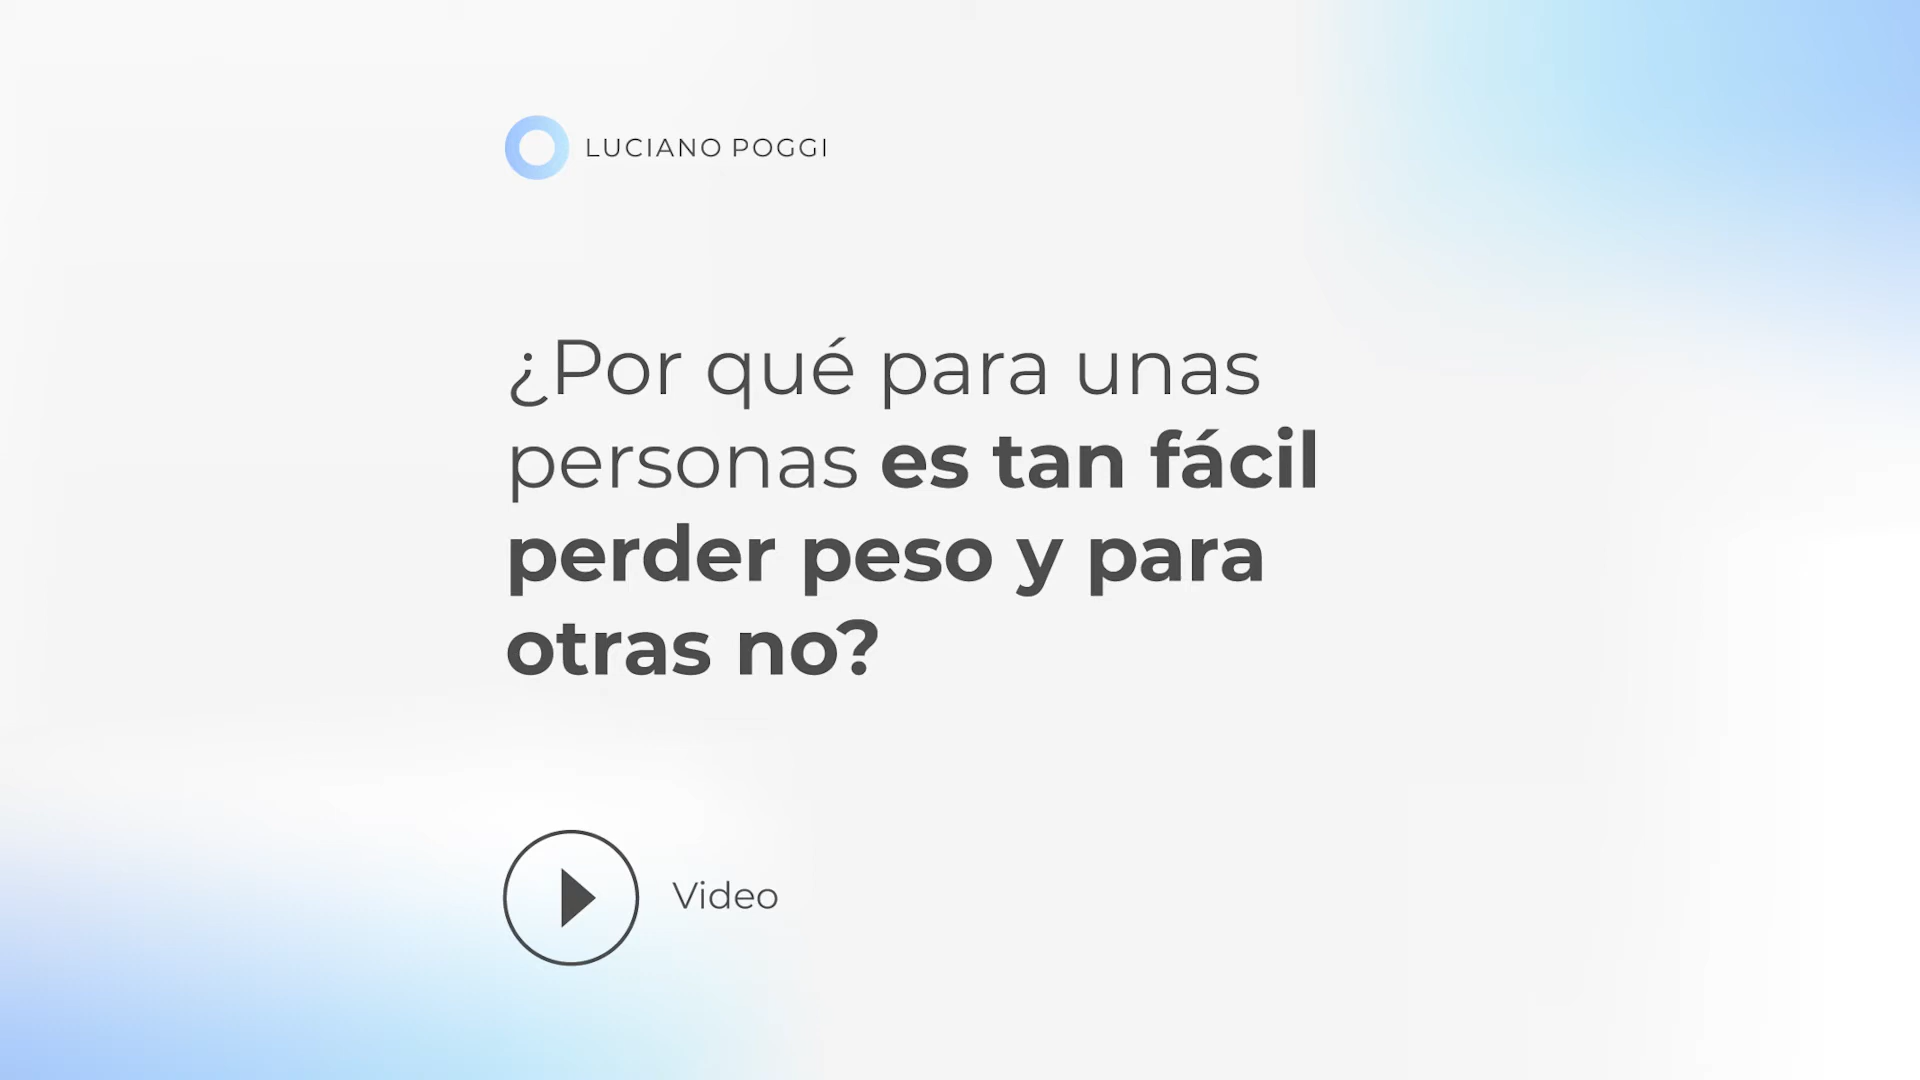 LUCIANO POGGI
¿Por qué para unas
personas es tan fácil
perder peso y para
otras no?
Video